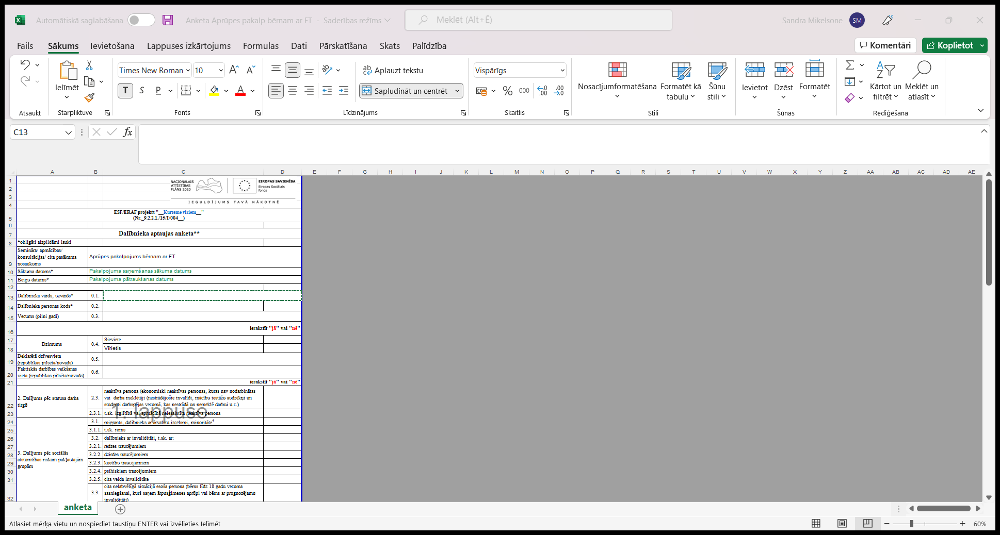 Automātiskā saglabāšana
Anketa Aprūpes pakalp bērnam ar FT - Saderības režīms
Meklēt (Alt+Ē)
Sandra Mikelsone
SM
Fails Sākums Ievietošana Lappuses izkārtojums Formulas Dati Pārskatīšana Skats Palīdzība
Komentāri
Koplietot
Ielīmēt
Times New Roman 10
T S P
A A
ab Aplauzt tekstu
Sapludināt un centrēt
Vispārīgs
% 000
Nosacījumformatēšana
Formatēt kā tabulu
Šūnu stili
Ievietot
Dzēst
Formatēt
Kārtot un filtrēt
Meklēt un atlasīt
Atsaukt
Starpliktuve
Fonts
Līdzinājums
Skaitlis
Stili
Šūnas
Rediģēšana
C13
fx
A B C D E F G H I J K L M N O P Q R S T U V W X Y Z AA AB AC AD AE
1
2
3
4
NACIONĀLAIS
ATTĪSTĪBAS
PLĀNS 2020
EIROPAS SAVIENĪBA
Eiropas Sociālais
fonds
IEGULDĪJUMS TAVĀ NĀKOTNĒ
5 ESF/ERAF projekts "__Kurzeme visiem__"
(Nr._9.2.2.1./15/I/004__)
6
7 Dalībnieka aptaujas anketa**
8 *obligāti aizpildāmi lauki
9 Semināra/ apmācības/
konsultācijas/ cita pasākuma
nosaukums
Aprūpes pakalpojums bērnam ar FT
10 Sākuma datums* Pakalpojuma saņemšanas sākuma datums
11 Beigu datums* Pakalpojuma pātraukšanas datums
12
13 Dalībnieka vārds, uzvārds* 0.1.
14 Dalībnieka personas kods* 0.2.
15 Vecums (pilni gadi) 0.3.
16 ierakstīt "jā" vai "nē"
17 Dzimums 0.4. Sieviete
18 Vīrietis
19 Deklarētā dzīvesvieta
(republikas pilsēta/novads) 0.5.
20 Faktiskās darbības veikšanas
vieta (republikas pilsēta/novads) 0.6.
21 ierakstīt "jā" vai "nē"
22 2. Dalījums pēc statusa darba
tirgū
2.3. neaktīva persona (ekonomiski neaktīvas personas, kuras nav nodarbinātas
vai darba meklētāji (nestrādājošie invalīdi, mācību iestāžu audzēkņi un
studenti darbspējas vecumā, kas nestrādā un nemeklē darbu u.c.)
1. lappuse
23 2.3.1. t.sk. izglītībā vai apmācībā neiesaistīta neaktīva persona
24 3.1. migrants, dalībnieks ar ārvalstu izcelsmi, minoritāte4
25 3.1.1. t.sk. roms
26 3.2. dalībnieks ar invaliditāti, t.sk. ar:
27 3.2.1. redzes traucējumiem
28 3.2.2. dzirdes traucējumiem
3. Dalījums pēc sociālās
atstumtības riskam pakļautajām
grupām
29 3.2.3. kustību traucējumiem
30 3.2.4. psihiskiem traucējumiem
31 3.2.5. cita veida invaliditāte
32 3.3. cita nelabvēlīgā situācijā esoša persona (bērns līdz 18 gadu vecuma
sasniegšanai, kurš saņem ārpusģimenes aprūpi vai bērns ar prognozējamu
invaliditāti)
anketa
Atlasiet mērķa vietu un nospiediet taustiņu ENTER vai izvēlieties Ielīmēt
60%